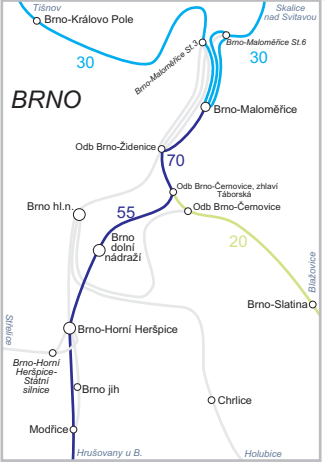 Tišnov
Skalice
nad Svitavou
Brno-Královo Pole
Brno-Maloměřice St.3
Brno-Maloměřice St.6
30
30
BRNO
Brno-Maloměřice
Odb Brno-Židenice
70
Odb Brno-Černovice, zhlaví
Táborská
Brno hl.n.
55
Odb Brno-Černovice
Brno
dolní
nádraží
20
Blažovice
Brno-Slatina
Střelice
Brno-Horní Heršpice
Brno-Horní
Heršpice-
Státní
silnice
Brno jih
Chrlice
Modřice
Hrušovany u B.
Holubice